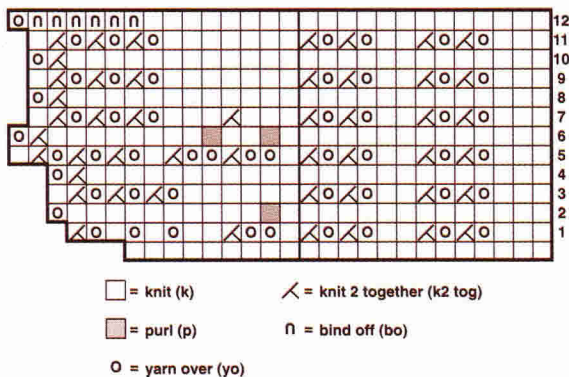 O n n n n n n 12
O O O O O O O 11
O 10
O O O O O O O 9
O 8
O O O O O O O 7
O 6
O O O O O O O O O O O 5
O 4
O O O O O O O 3
O 2
O O O O O O O O O 1
= knit (k)
= knit 2 together (k2 tog)
= purl (p)
n = bind off (bo)
O = yarn over (yo)